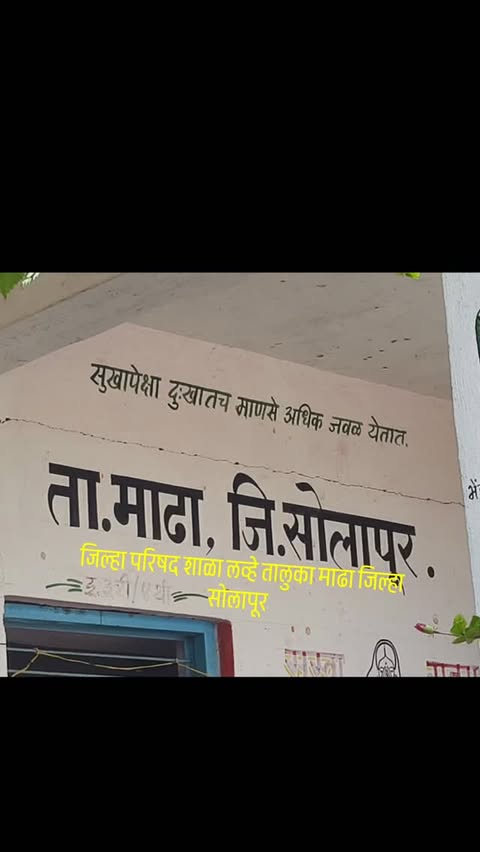 सुखापेक्षा दुःखातच माणसे अधिक जवळ येतात.
ता.माढा, जि.सोलापूर.
जिल्हा परिषद शाळा लव्हे तालुका माढा जिल्हा
सोलापूर